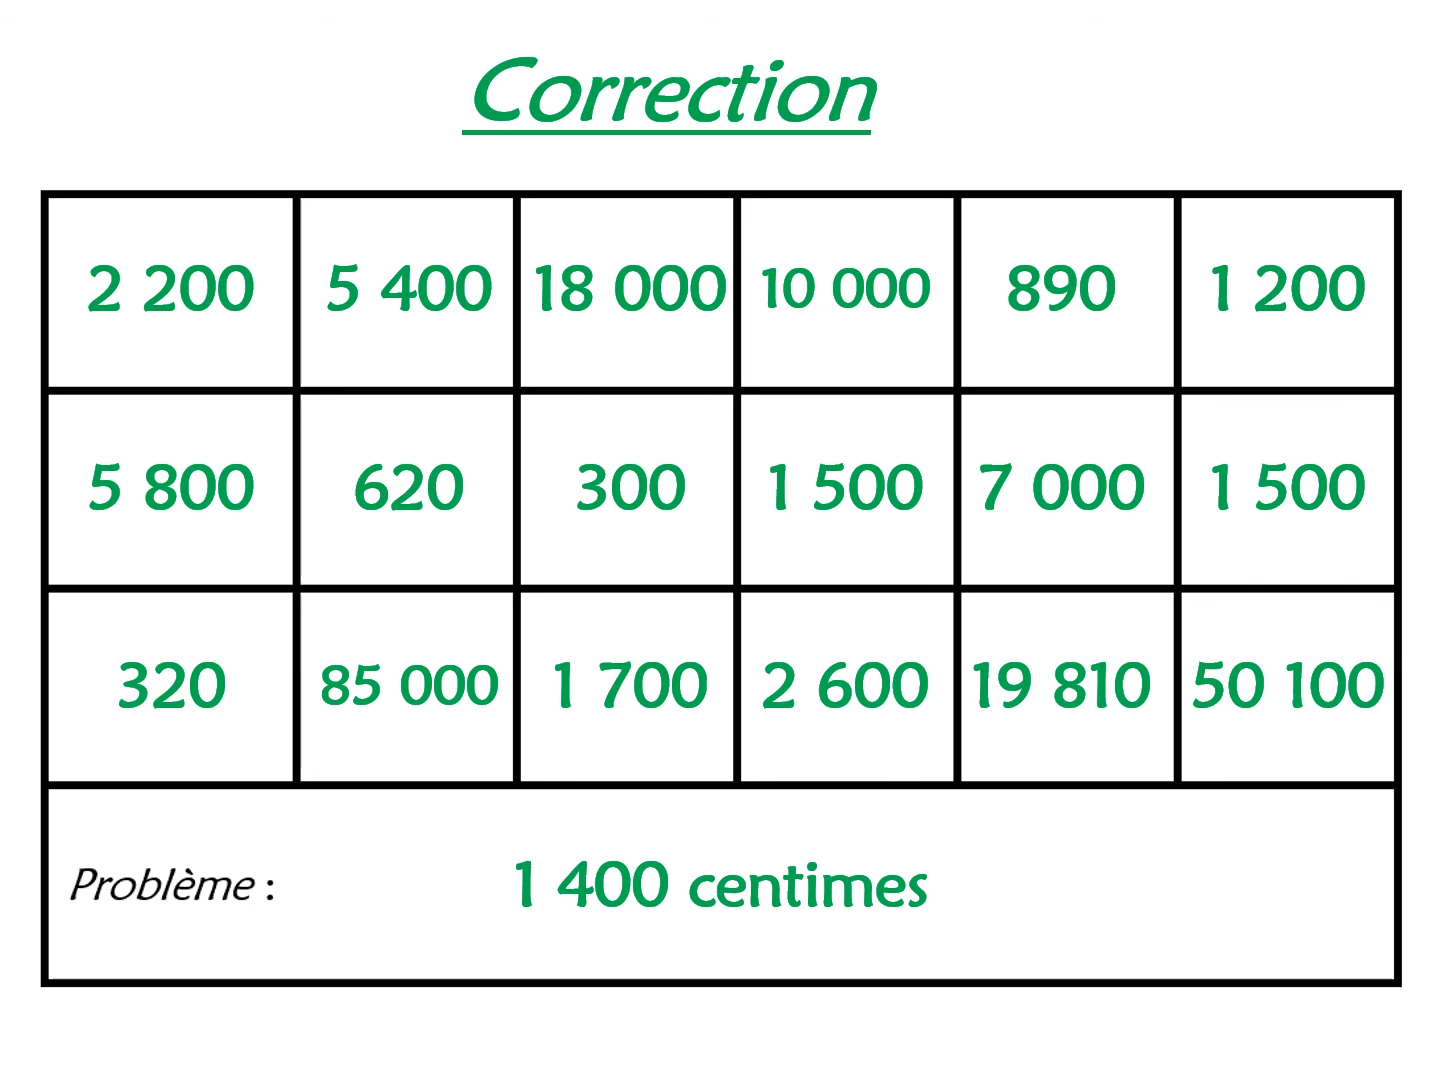 Correction
2 200 5 400 18 000 10 000 890 1 200
5 800 620 300 1 500 7 000 1 500
320 85 000 1 700 2 600 19 810 50 100
Problème : 1 400 centimes